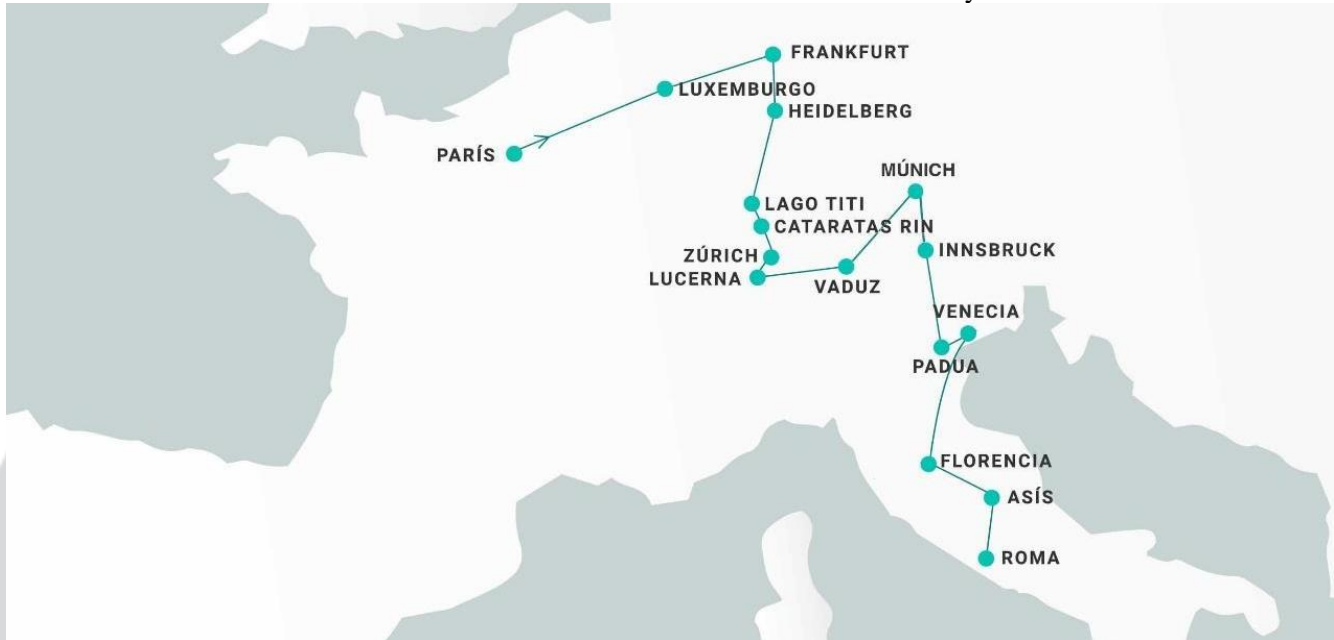 FRANKFURT
LUXEMBURGO
HEIDELBERG
PARÍS
MÚNICH
LAGO TITI
CATARATAS RIN
ZÚRICH
INNSBRUCK
LUCERNA
VADUZ
VENECIA
PADUA
FLORENCIA
ASÍS
ROMA